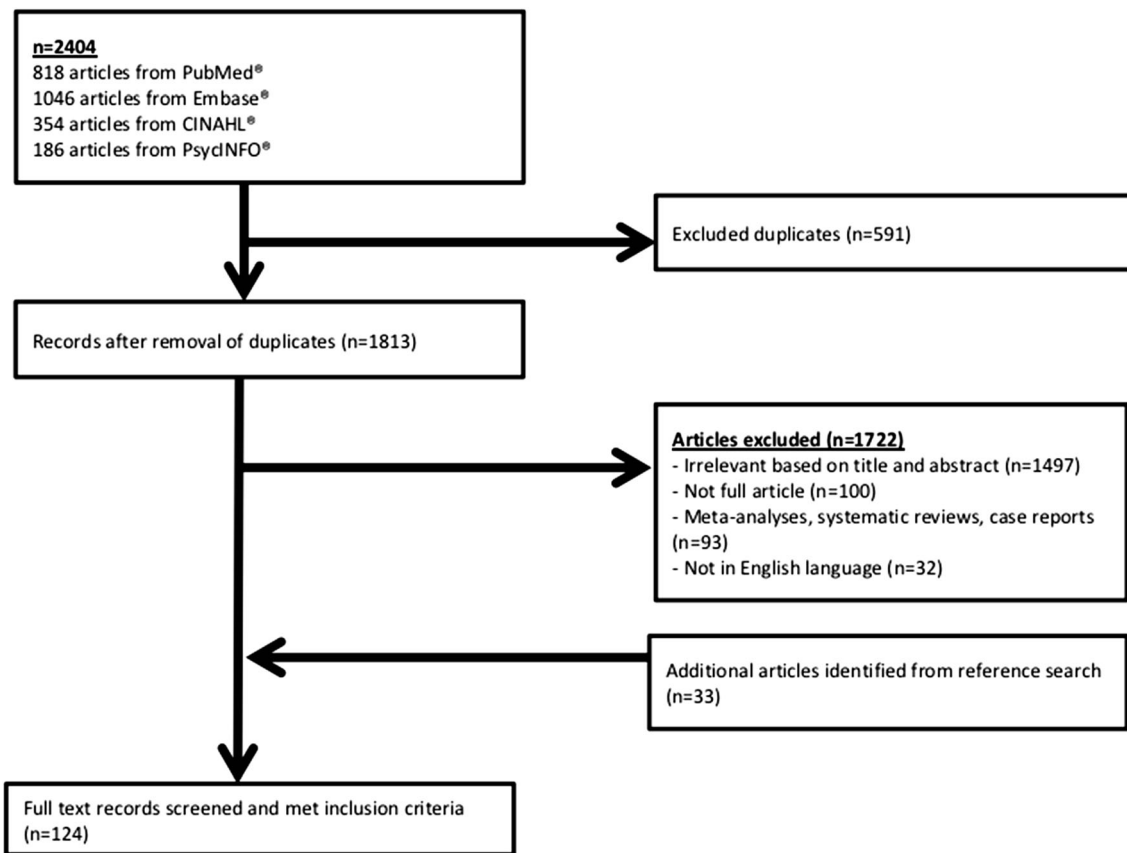 n=2404
818 articles from PubMed®
1046 articles from Embase®
354 articles from CINAHL®
186 articles from PsycINFO®
Excluded duplicates (n=591)
Records after removal of duplicates (n=1813)
Articles excluded (n=1722)
- Irrelevant based on title and abstract (n=1497)
- Not full article (n=100)
- Meta-analyses, systematic reviews, case reports
(n=93)
- Not in English language (n=32)
Additional articles identified from reference search
(n=33)
Full text records screened and met inclusion criteria
(n=124)